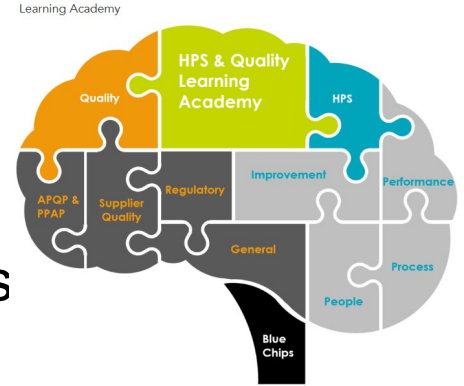 Learning Academy
HPS & Quality
Learning
Academy
Quality
HPS
APQP &
PPAP
Supplier
Quality
Regulatory
Improvement
Performance
General
Process
People
s
Blue
Chips